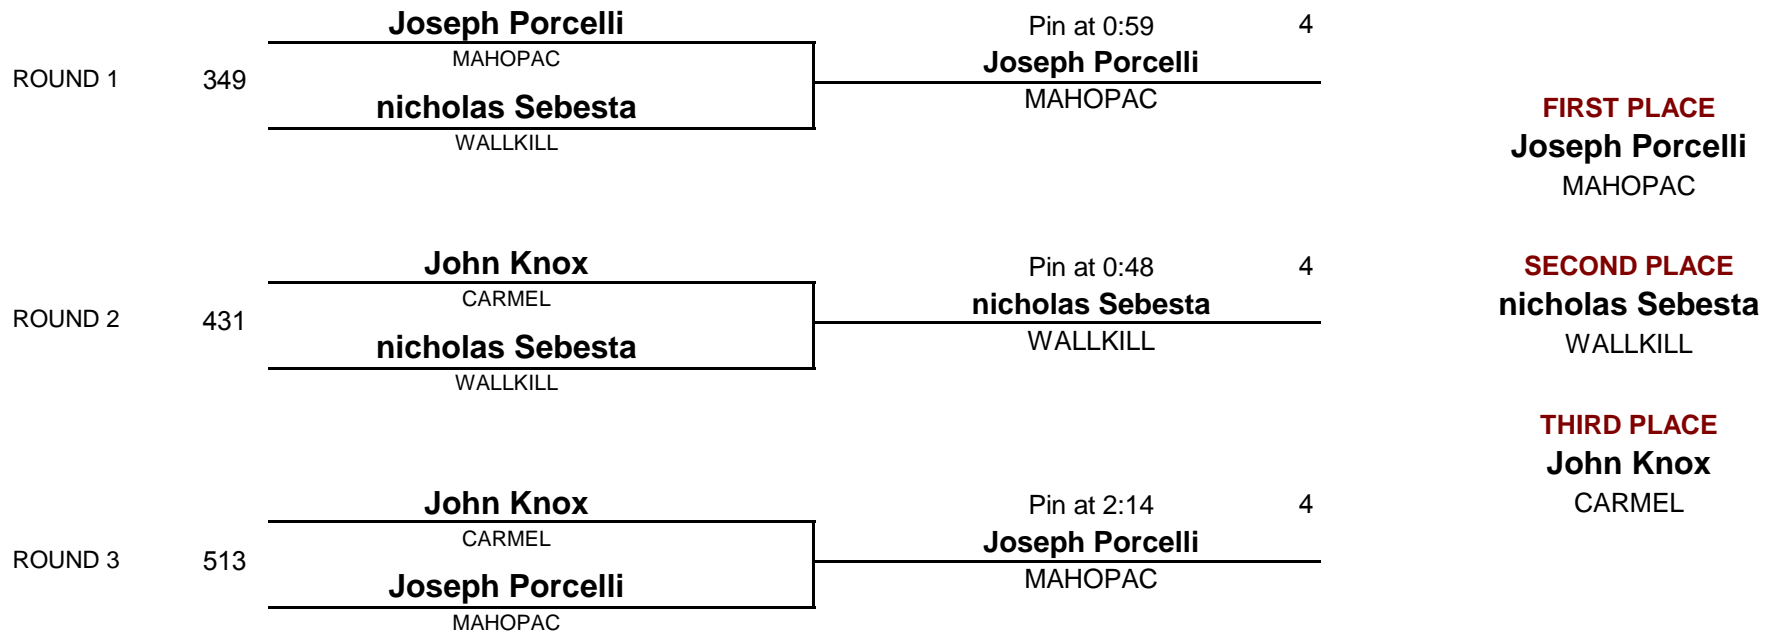 Joseph Porcelli
MAHOPAC
ROUND 1 349
nicholas Sebesta
WALLKILL
Pin at 0:59 4
Joseph Porcelli
MAHOPAC
John Knox
CARMEL
ROUND 2 431
nicholas Sebesta
WALLKILL
Pin at 0:48 4
nicholas Sebesta
WALLKILL
John Knox
CARMEL
ROUND 3 513
Joseph Porcelli
MAHOPAC
Pin at 2:14 4
Joseph Porcelli
MAHOPAC
FIRST PLACE
Joseph Porcelli
MAHOPAC
SECOND PLACE
nicholas Sebesta
WALLKILL
THIRD PLACE
John Knox
CARMEL